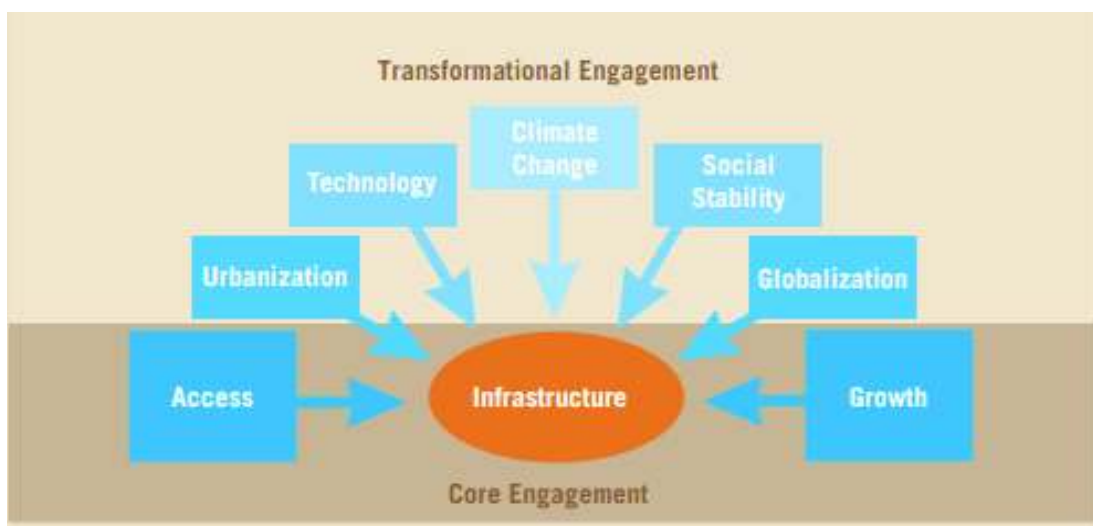 Transformational Engagement
Climate
Change
Technology
Social
Stability
Urbanization
Globalization
Access
Infrastructure
Growth
Core Engagement